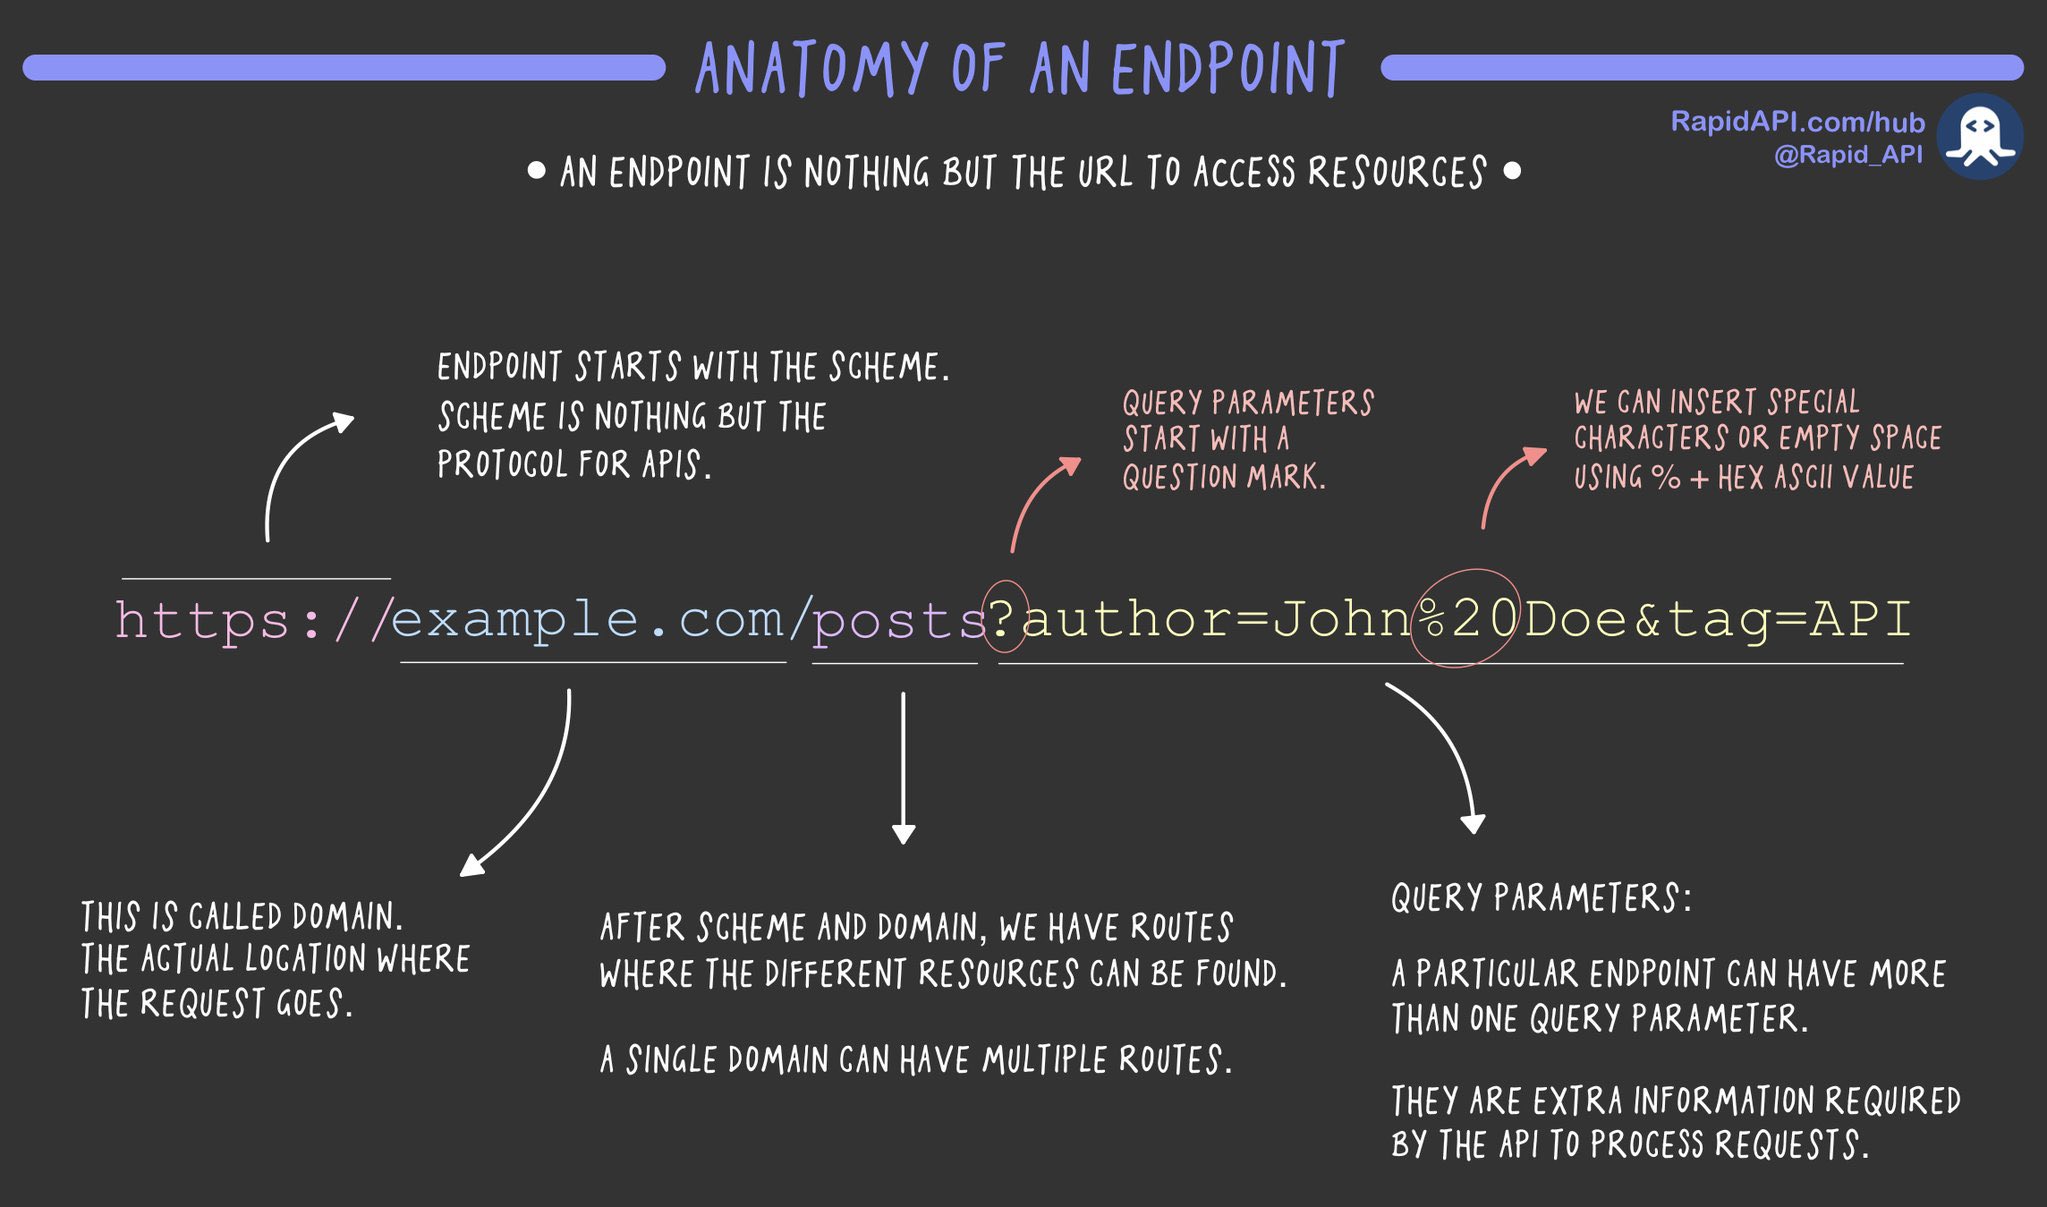 ANATOMY OF AN ENDPOINT
RapidAPI.com/hub
@Rapid_API
• AN ENDPOINT IS NOTHING BUT THE URL TO ACCESS RESOURCES •
ENDPOINT STARTS WITH THE SCHEME.
SCHEME IS NOTHING BUT THE
PROTOCOL FOR APIS.
QUERY PARAMETERS
START WITH A
QUESTION MARK.
WE CAN INSERT SPECIAL
CHARACTERS OR EMPTY SPACE
USING % + HEX ASCII VALUE
https://example.com/posts?author=John%20Doe&tag=API
THIS IS CALLED DOMAIN.
THE ACTUAL LOCATION WHERE
THE REQUEST GOES.
AFTER SCHEME AND DOMAIN, WE HAVE ROUTES
WHERE THE DIFFERENT RESOURCES CAN BE FOUND.
A SINGLE DOMAIN CAN HAVE MULTIPLE ROUTES.
QUERY PARAMETERS:
A PARTICULAR ENDPOINT CAN HAVE MORE
THAN ONE QUERY PARAMETER.
THEY ARE EXTRA INFORMATION REQUIRED
BY THE API TO PROCESS REQUESTS.